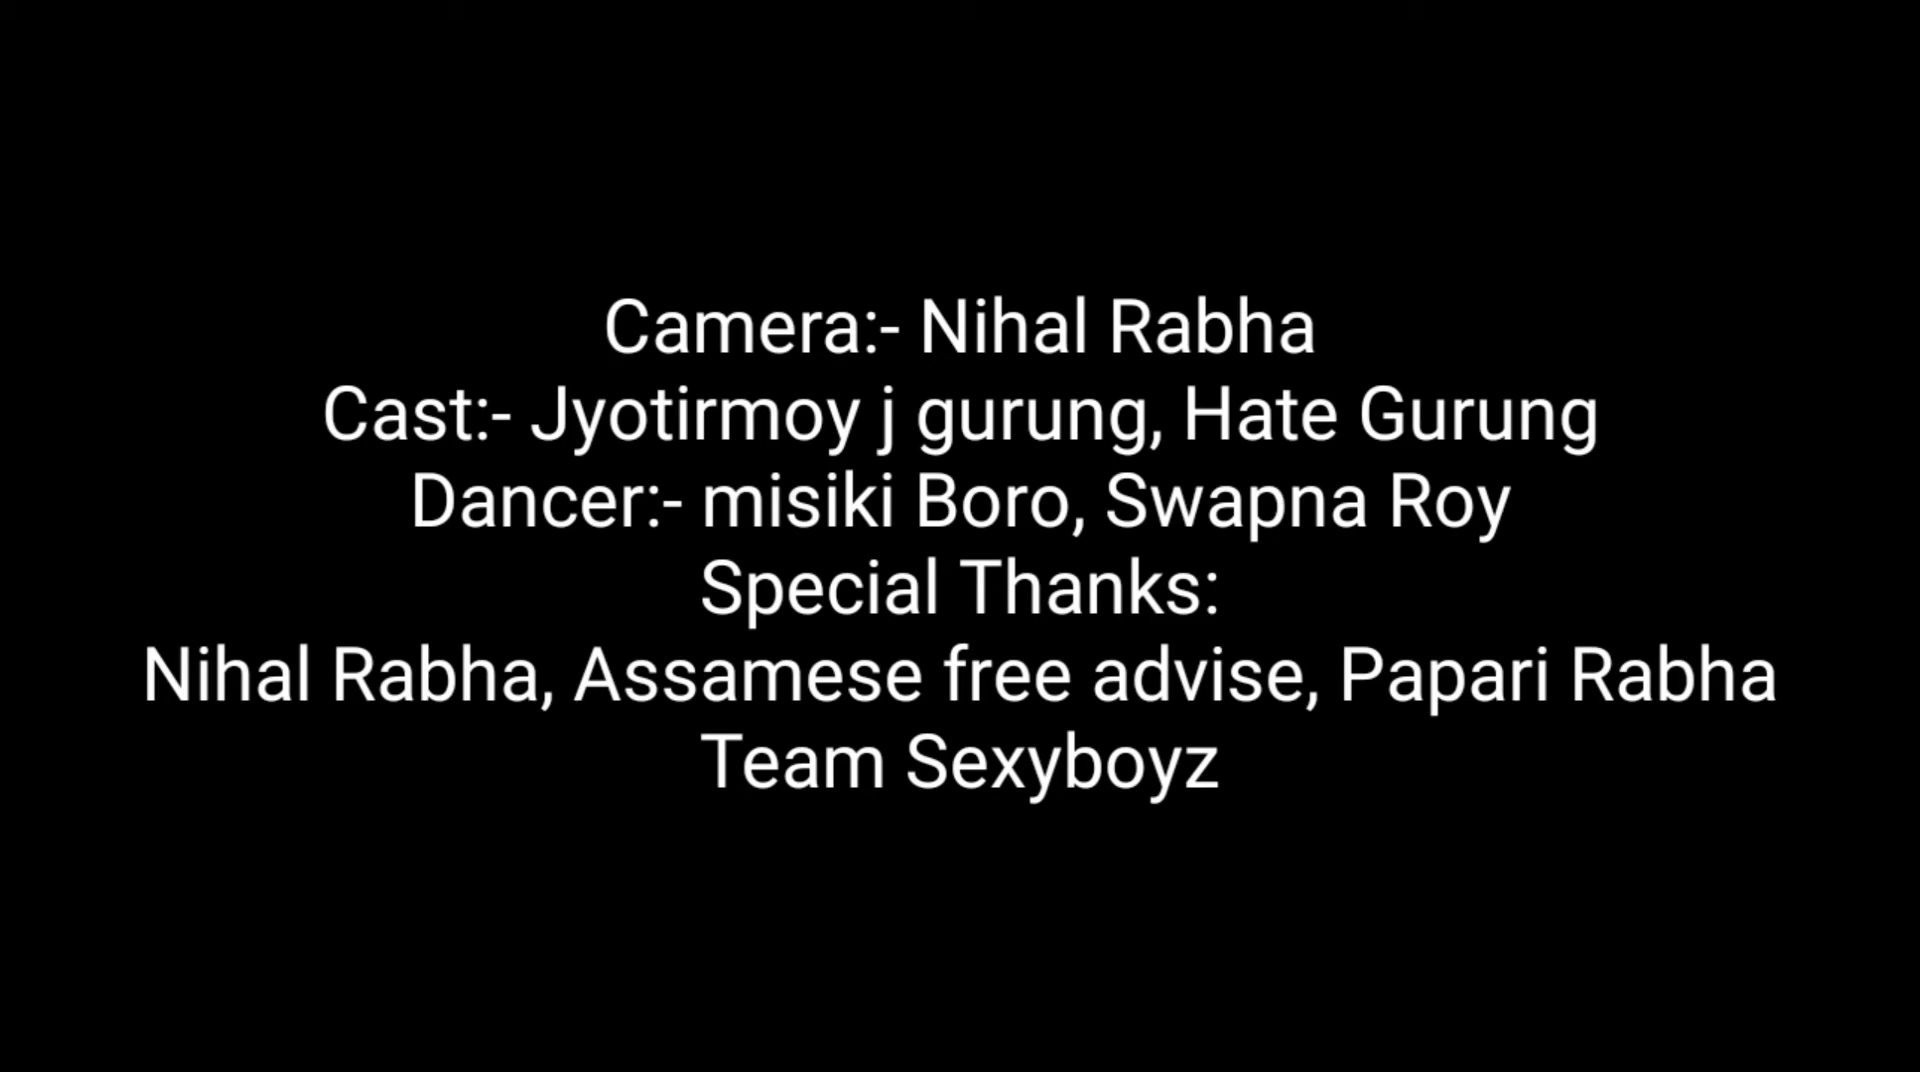 Camera:- Nihal Rabha
Cast:- Jyotirmoy j gurung, Hate Gurung
Dancer:- misiki Boro, Swapna Roy
Special Thanks:
Nihal Rabha, Assamese free advise, Papari Rabha
Team Sexyboyz